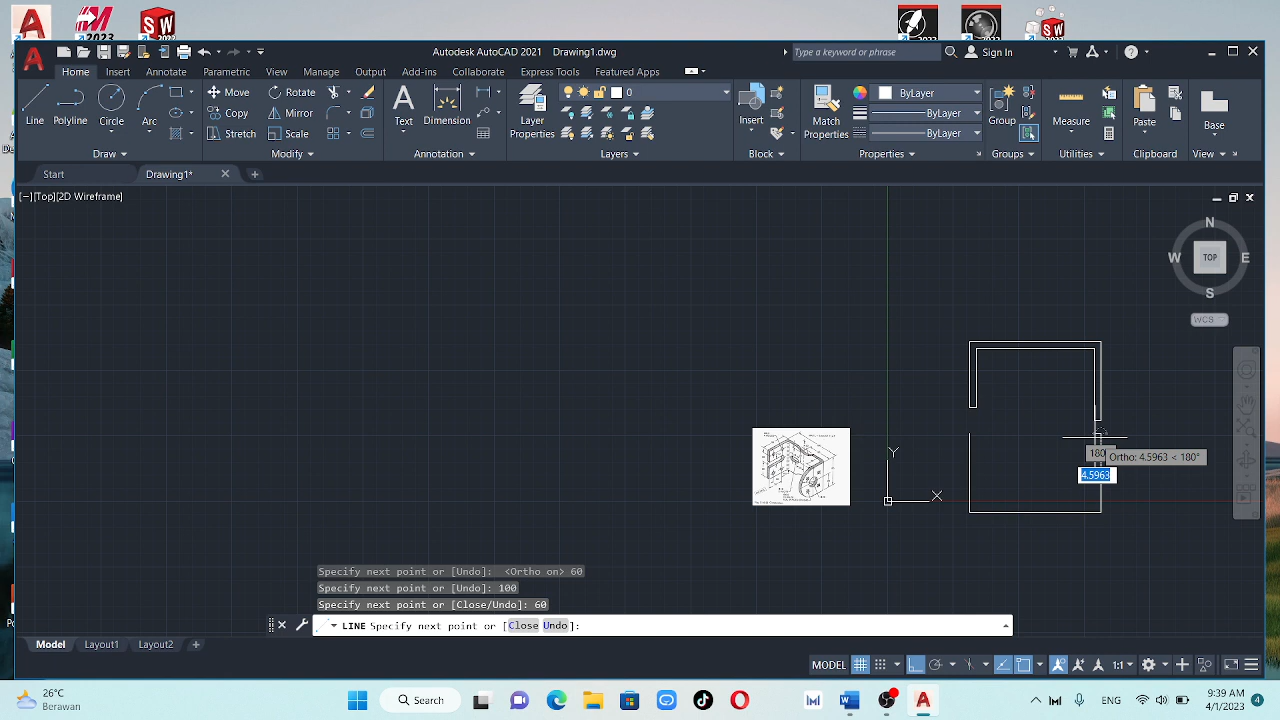 2023
SW
Autodesk AutoCAD 2021 Drawing1.dwg
Type a keyword or phrase
Sign In
Home Insert Annotate Parametric View Manage Output Add-ins Collaborate Express Tools Featured Apps
Move Rotate
Copy Mirror
Stretch Scale
Line Polyline Circle Arc
Text Dimension
Layer Properties
0
Insert
Match Properties
ByLayer
ByLayer
ByLayer
Group
Measure
Paste
Base
Draw Modify Annotation Layers Block Properties Groups Utilities Clipboard View
Start Drawing1*
[−][Top][2D Wireframe]
N
W TOP E
S
WCS
Y
X
180
Ortho: 4.5963 < 180°
4.5963
Specify next point or [Undo]: <Ortho on> 60
Specify next point or [Undo]: 100
Specify next point or [Close/Undo]: 60
LINE Specify next point or [Close Undo]:
Model Layout1 Layout2
MODEL
1:1
26°C
Berawan
Search
ENG
9:39 AM
4/1/2023
4